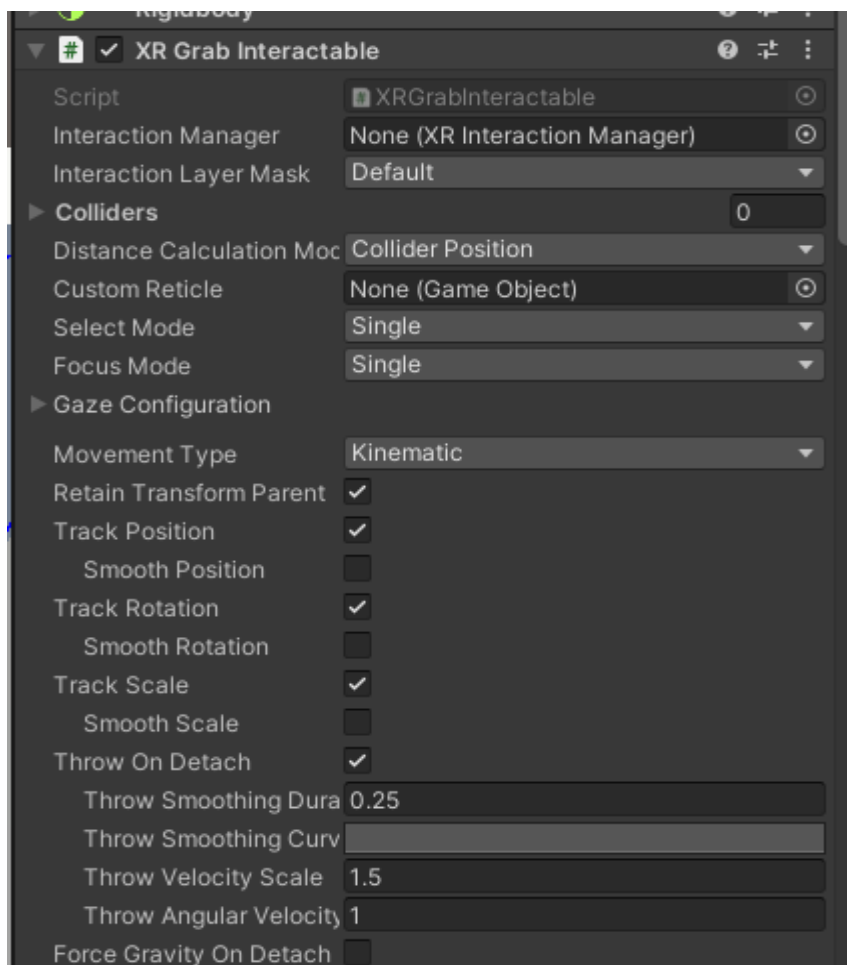 Rigidbody
XR Grab Interactable
Script XRGrabInteractable
Interaction Manager None (XR Interaction Manager)
Interaction Layer Mask Default
Colliders 0
Distance Calculation Moc Collider Position
Custom Reticle None (Game Object)
Select Mode Single
Focus Mode Single
Gaze Configuration
Movement Type Kinematic
Retain Transform Parent
Track Position
Smooth Position
Track Rotation
Smooth Rotation
Track Scale
Smooth Scale
Throw On Detach
Throw Smoothing Dura 0.25
Throw Smoothing Curv
Throw Velocity Scale 1.5
Throw Angular Velocity 1
Force Gravity On Detach